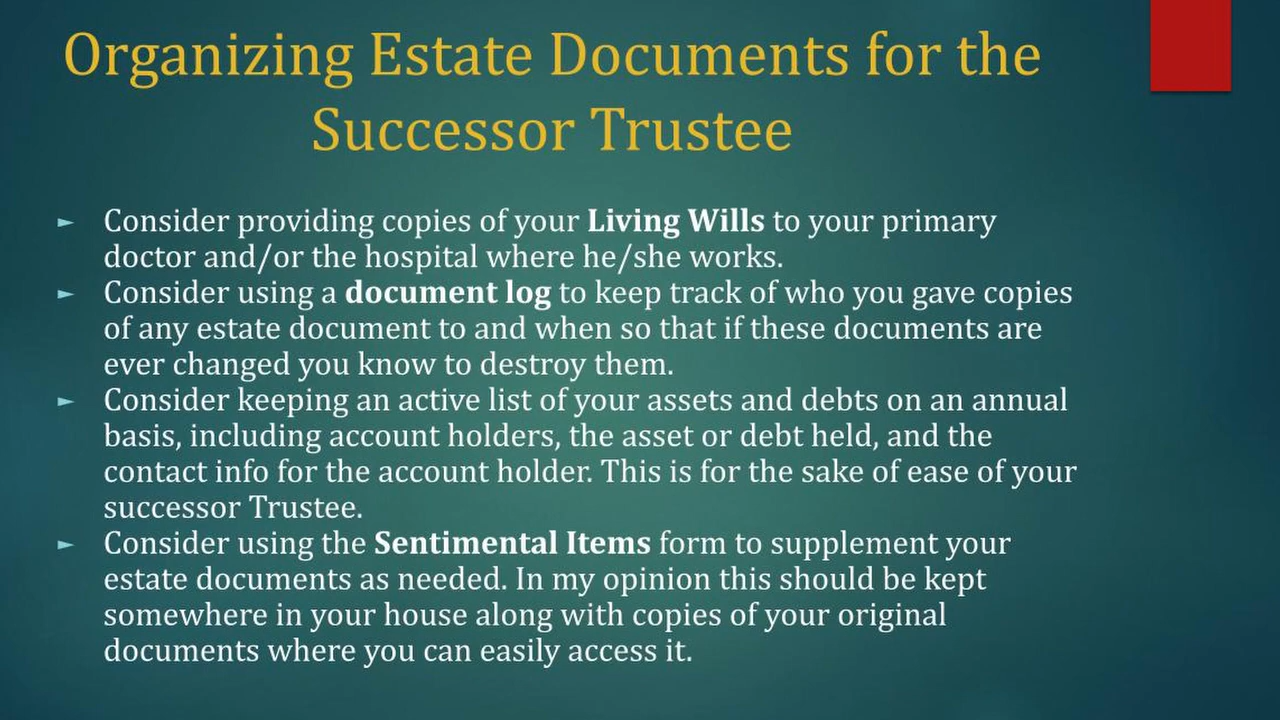 Organizing Estate Documents for the
Successor Trustee
► Consider providing copies of your Living Wills to your primary
doctor and/or the hospital where he/she works.
► Consider using a document log to keep track of who you gave copies
of any estate document to and when so that if these documents are
ever changed you know to destroy them.
► Consider keeping an active list of your assets and debts on an annual
basis, including account holders, the asset or debt held, and the
contact info for the account holder. This is for the sake of ease of your
successor Trustee.
► Consider using the Sentimental Items form to supplement your
estate documents as needed. In my opinion this should be kept
somewhere in your house along with copies of your original
documents where you can easily access it.